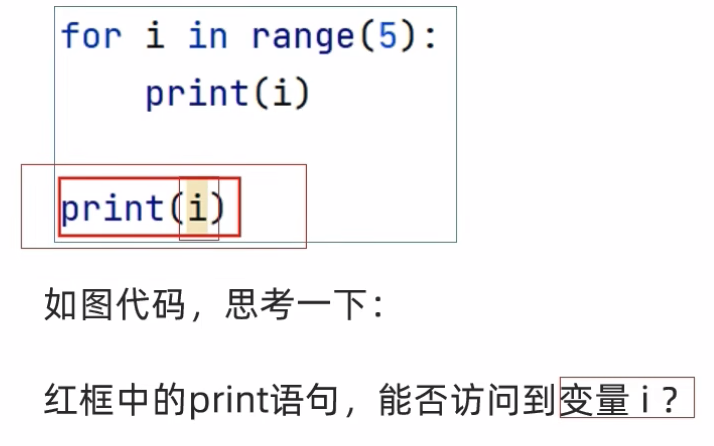 for i in range(5):
    print(i)
print(i)
如图代码，思考一下：
红框中的print语句，能否访问到变量 i ?